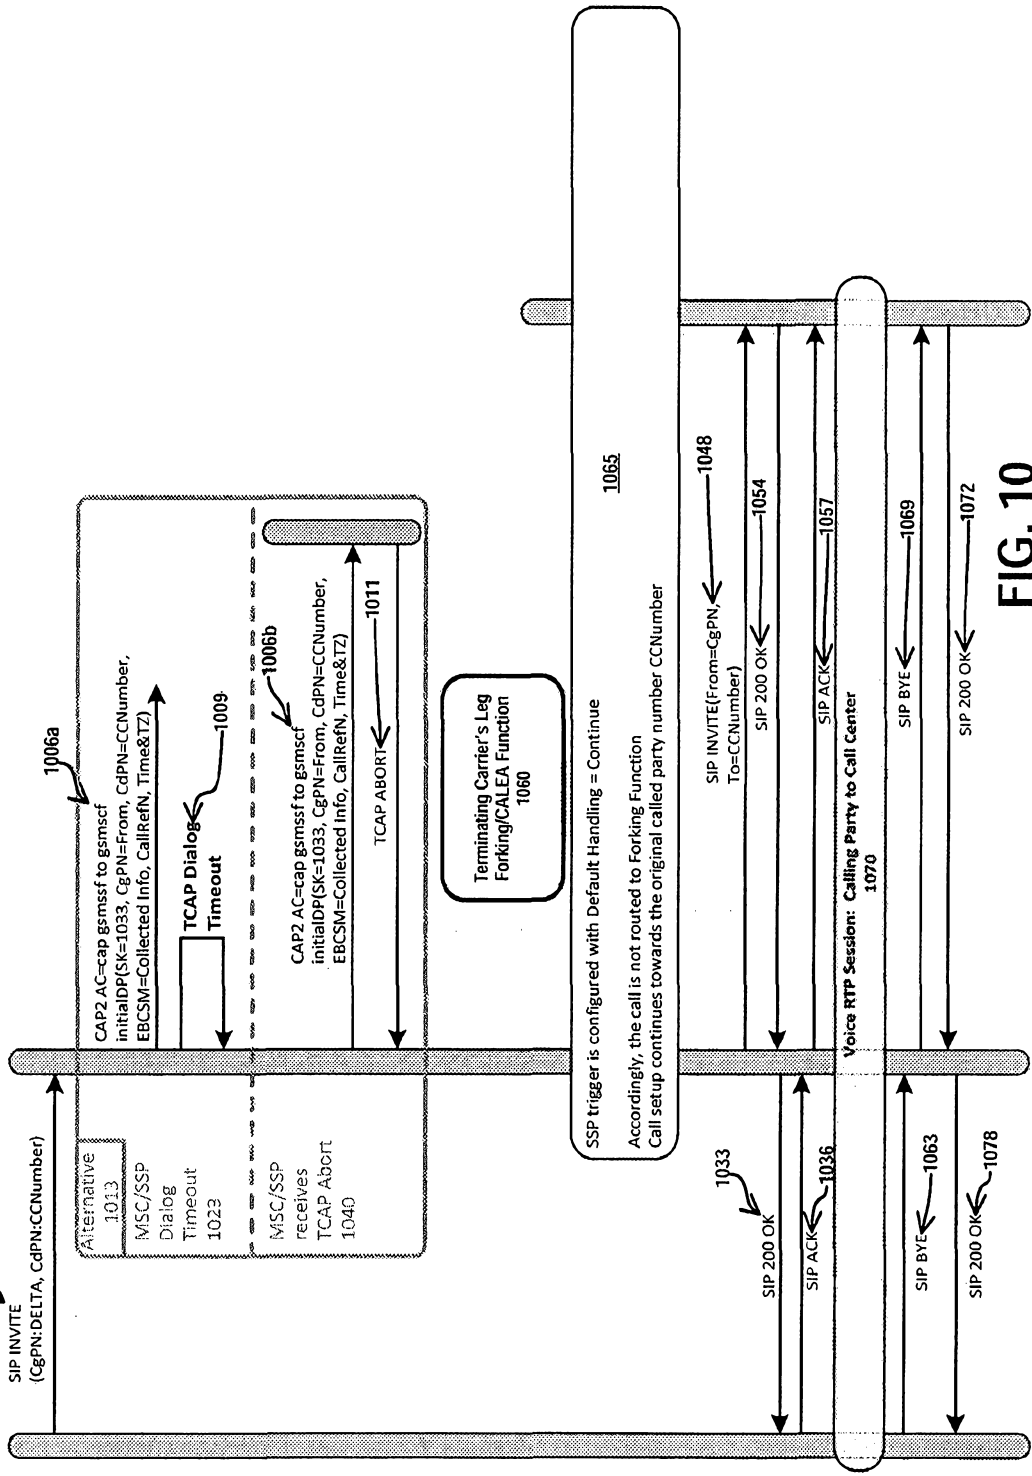 SIP INVITE
(CgPN:DELTA, CdPN:CCNumber)
Alternative
1013
MSC/SSP
Dialog
Timeout
1023
1006a
CAP2 AC=cap gsmssf to gsmscf
initialDP(SK=1033, CgPN=From, CdPN=CCNumber,
EBCSM=Collected Info, CallRefN, Time&TZ)
TCAP Dialog
Timeout
1009
MSC/SSP
receives
TCAP Abort
1040
1006b
CAP2 AC=cap gsmssf to gsmscf
initialDP(SK=1033, CgPN=From, CdPN=CCNumber,
EBCSM=Collected Info, CallRefN, Time&TZ)
TCAP ABORT
1011
Terminating Carrier's Leg
Forking/CALEA Function
1060
SSP trigger is configured with Default Handling = Continue
1065
Accordingly, the call is not routed to Forking Function
Call setup continues towards the original called party number CCNumber
SIP INVITE(From=CgPN,
To=CCNumber)
1048
SIP 200 OK
1054
SIP 200 OK
1033
SIP ACK
1057
SIP ACK
1036
Voice RTP Session: Calling Party to Call Center
1070
SIP BYE
1063
SIP BYE
1069
SIP 200 OK
1072
SIP 200 OK
1078
FIG. 10